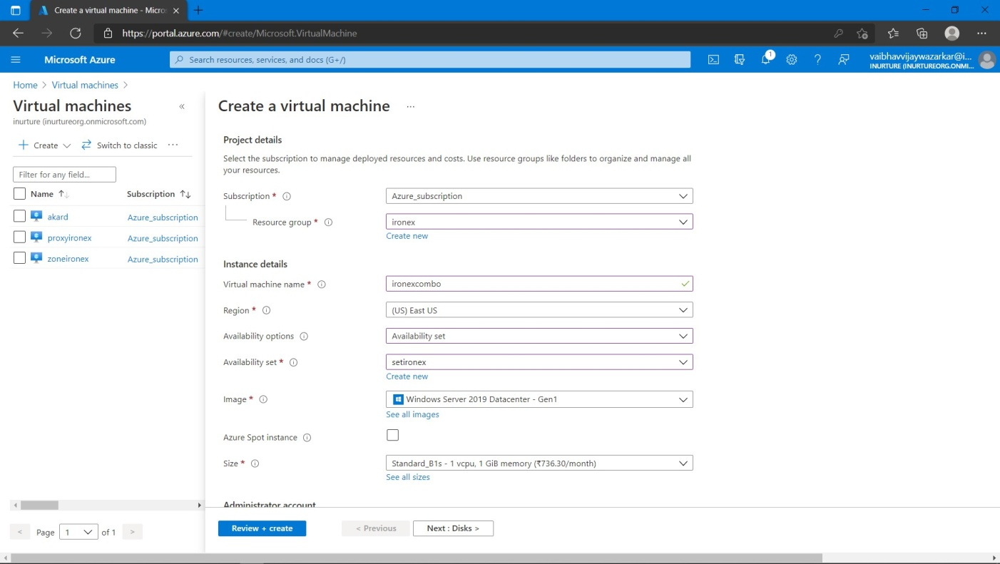 Create a virtual machine - Micros
https://portal.azure.com/#create/Microsoft.VirtualMachine
Microsoft Azure
Search resources, services, and docs (G+/)
1
vaibhavvijaywazarkar@i...
INURTURE (INURTUREORG.ONMI...
Home > Virtual machines >
Virtual machines
«
inurture (inurtureorg.onmicrosoft.com)
Create
Switch to classic
...
Filter for any field...
Name
Subscription
akard
Azure_subscription
proxyironex
Azure_subscription
zoneironex
Azure_subscription
< Page 1 of 1 >
Create a virtual machine ...
Project details
Select the subscription to manage deployed resources and costs. Use resource groups like folders to organize and manage all
your resources.
Subscription *
Azure_subscription
Resource group *
ironex
Create new
Instance details
Virtual machine name *
ironexcombo
Region *
(US) East US
Availability options
Availability set
Availability set *
setironex
Create new
Image *
Windows Server 2019 Datacenter - Gen1
See all images
Azure Spot instance
Size *
Standard_B1s - 1 vcpu, 1 GiB memory (₹736.30/month)
See all sizes
Administrator account
Review + create
< Previous
Next : Disks >